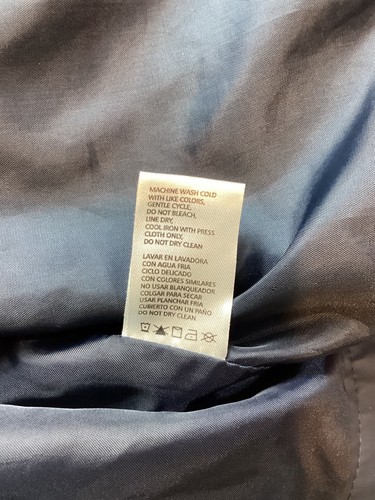 MACHINE WASH COLD
WITH LIKE COLORS,
GENTLE CYCLE,
DO NOT BLEACH,
LINE DRY,
COOL IRON WITH PRESS
CLOTH ONLY,
DO NOT DRY CLEAN
LAVAR EN LAVADORA
CON AGUA FRIA
CICLO DELICADO
CON COLORES SIMILARES
NO USAR BLANQUEADOR
COLGAR PARA SECAR
USAR PLANCHAR FRIA
CUBIERTO CON UN PAÑO
DO NOT DRY CLEAN